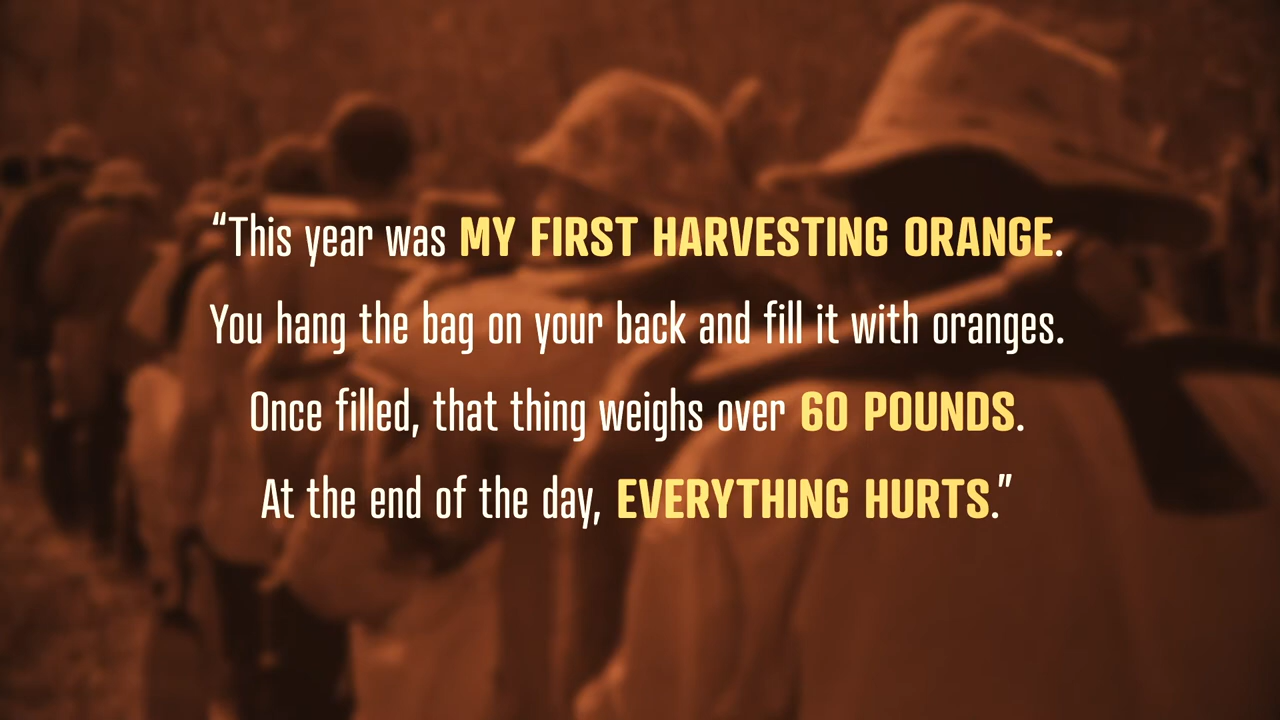 “This year was MY FIRST HARVESTING ORANGE.
You hang the bag on your back and fill it with oranges.
Once filled, that thing weighs over 60 POUNDS.
At the end of the day, EVERYTHING HURTS.”